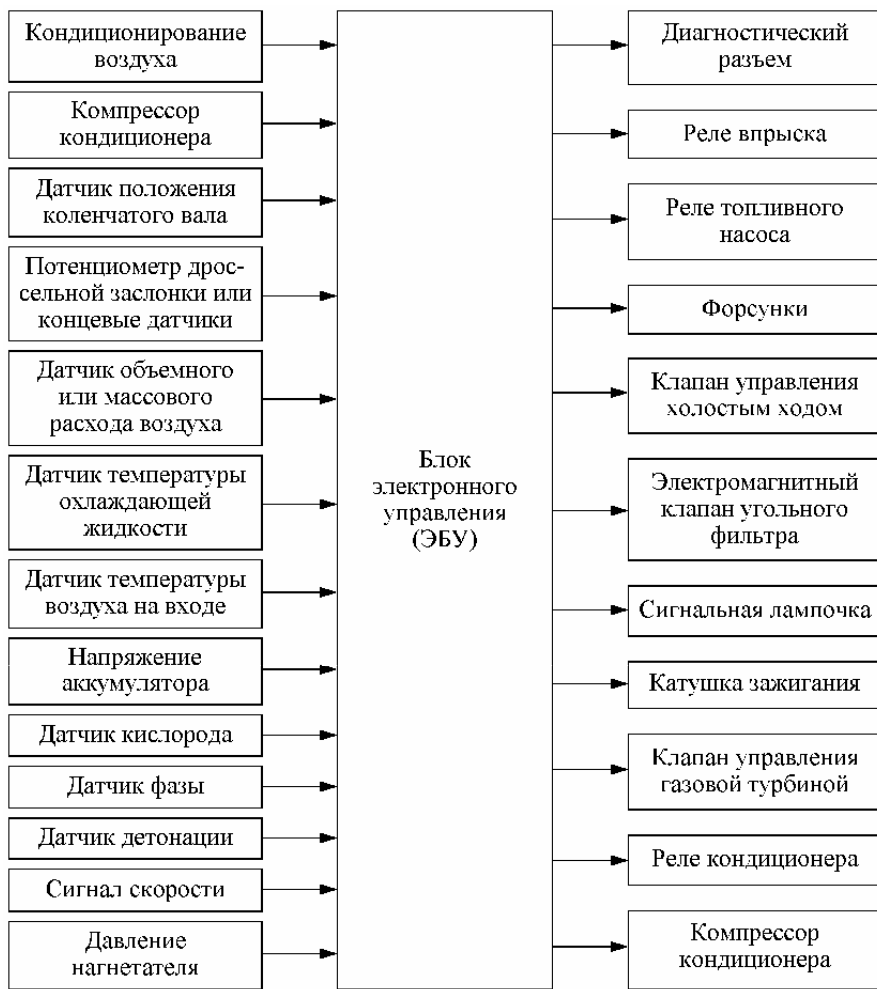 Кондиционирование
воздуха
Компрессор
кондиционера
Датчик положения
коленчатого вала
Потенциометр дрос-
сельной заслонки или
концевые датчики
Датчик объемного
или массового
расхода воздуха
Датчик температуры
охлаждающей
жидкости
Датчик температуры
воздуха на входе
Напряжение
аккумулятора
Датчик кислорода
Датчик фазы
Датчик детонации
Сигнал скорости
Давление
нагнетателя
Блок
электронного
управления
(ЭБУ)
Диагностический
разъем
Реле впрыска
Реле топливного
насоса
Форсунки
Клапан управления
холостым ходом
Электромагнитный
клапан угольного
фильтра
Сигнальная лампочка
Катушка зажигания
Клапан управления
газовой турбиной
Реле кондиционера
Компрессор
кондиционера